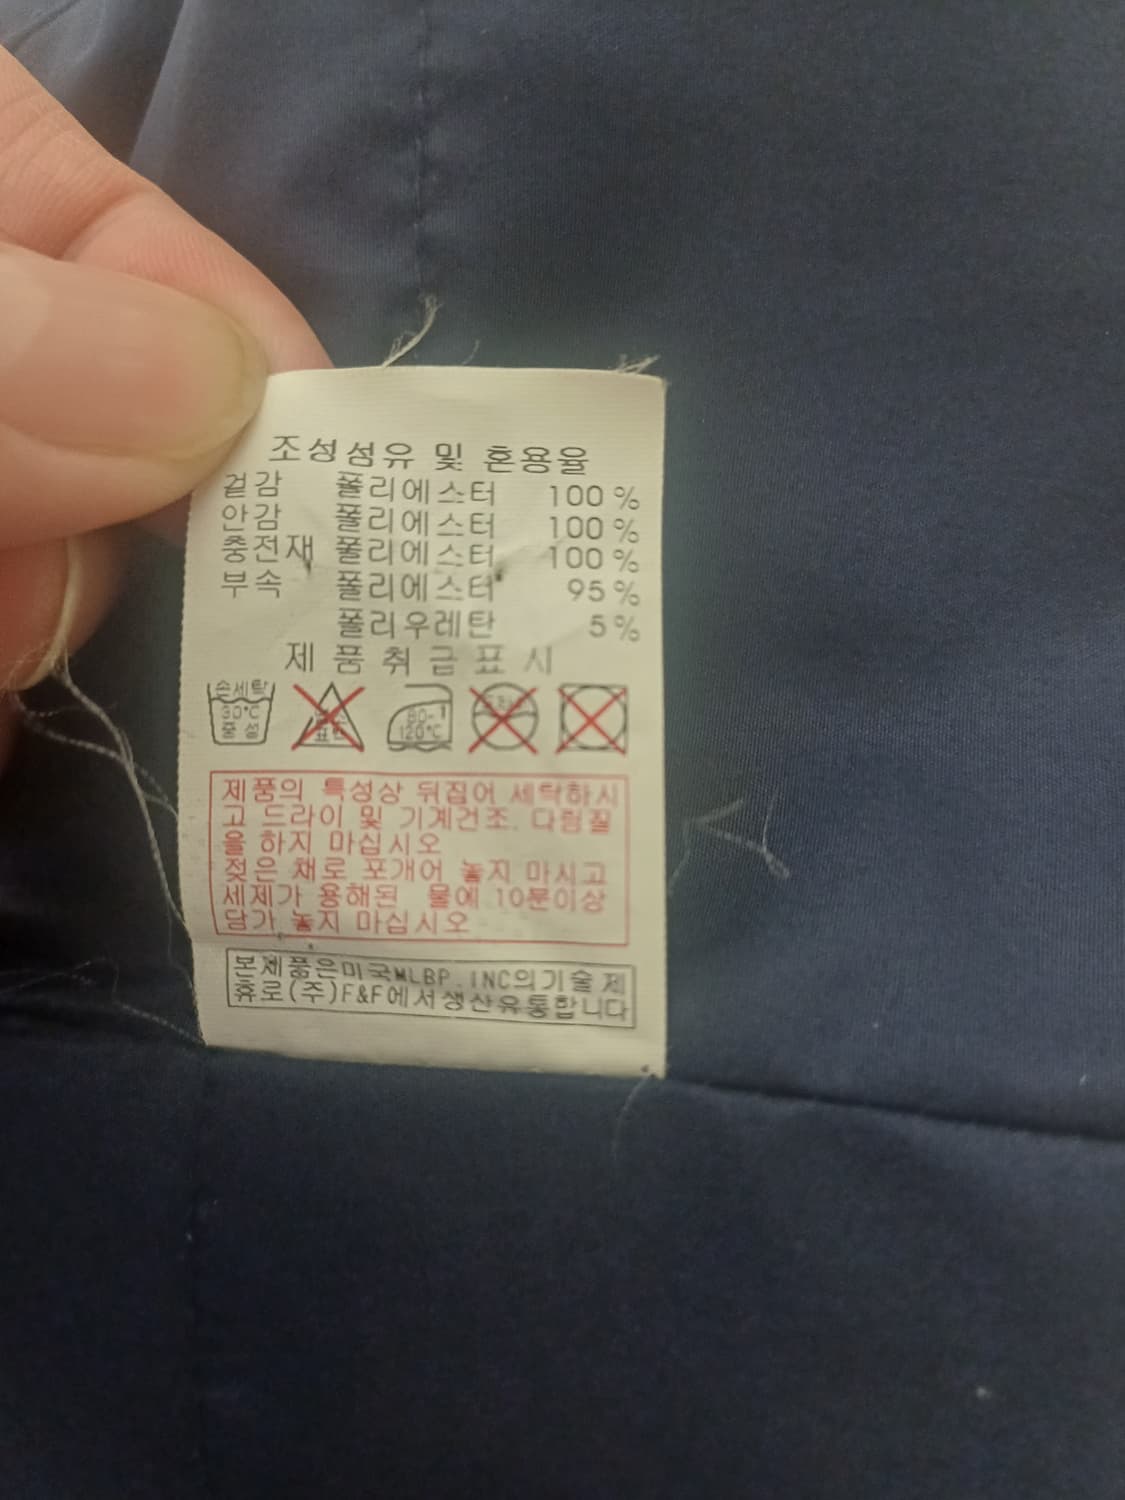 조성섬유 및 혼용율
겉감 폴리에스터 100 %
안감 폴리에스터 100 %
충전재 폴리에스터 100 %
부속 폴리에스터 95 %
폴리우레탄 5 %
제 품 취 급 표 시
손세탁
30°C
중성
80-1
120°C
제품의 특성상 뒤집어 세탁하시
고 드라이 및 기계건조, 다림질
을 하지 마십시오
젖은 채로 포개어 놓지 마시고
세제가 용해된 물에 10분이상
담가 놓지 마십시오
본제품은미국MLBP.INC의기술제
휴로(주)F&F에서생산유통합니다